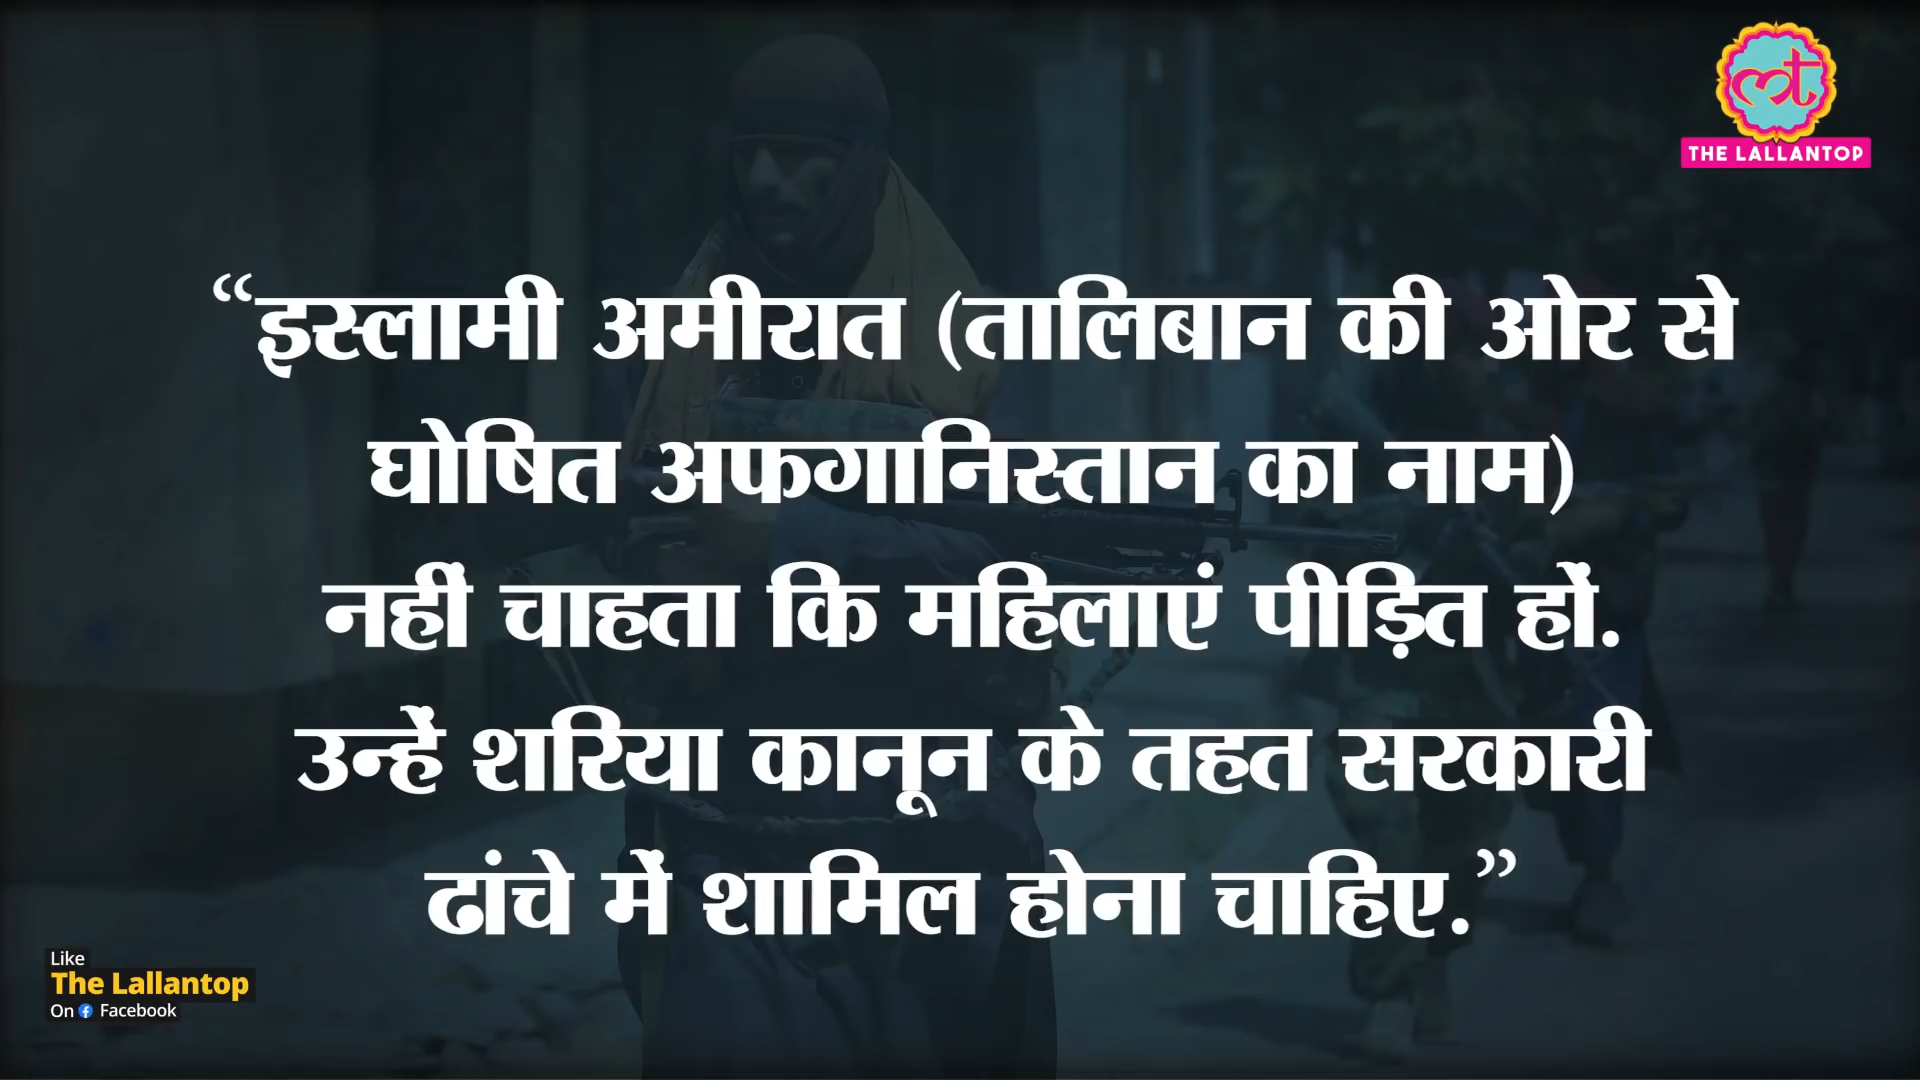 THE LALLANTOP
“इस्लामी अमीरात (तालिबान की ओर से
घोषित अफगानिस्तान का नाम)
नहीं चाहता कि महिलाएं पीड़ित हों.
उन्हें शरिया कानून के तहत सरकारी
ढांचे में शामिल होना चाहिए.”
Like
The Lallantop
On Facebook